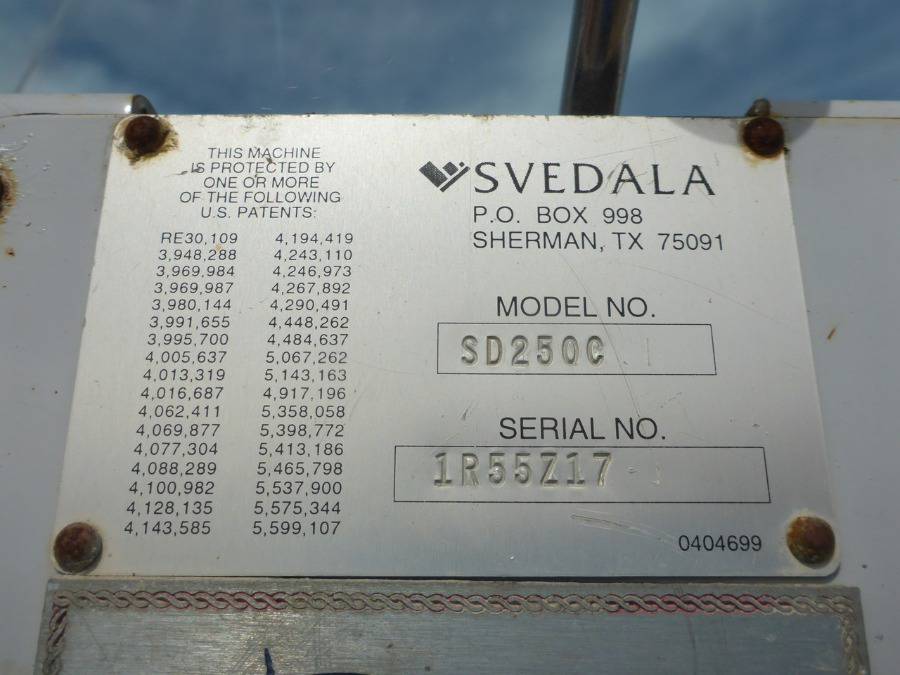 THIS MACHINE
IS PROTECTED BY
ONE OR MORE
OF THE FOLLOWING
U.S. PATENTS:
RE30,109 4,194,419
3,948,288 4,243,110
3,969,984 4,246,973
3,969,987 4,267,892
3,980,144 4,290,491
3,991,655 4,448,262
3,995,700 4,484,637
4,005,637 5,067,262
4,013,319 5,143,163
4,016,687 4,917,196
4,062,411 5,358,058
4,069,877 5,398,772
4,077,304 5,413,186
4,088,289 5,465,798
4,100,982 5,537,900
4,128,135 5,575,344
4,143,585 5,599,107
SVEDALA
P.O. BOX 998
SHERMAN, TX 75091
MODEL NO.
SD250C
SERIAL NO.
1R55Z17
0404699